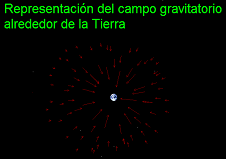 Representación del campo gravitatorio
alrededor de la Tierra